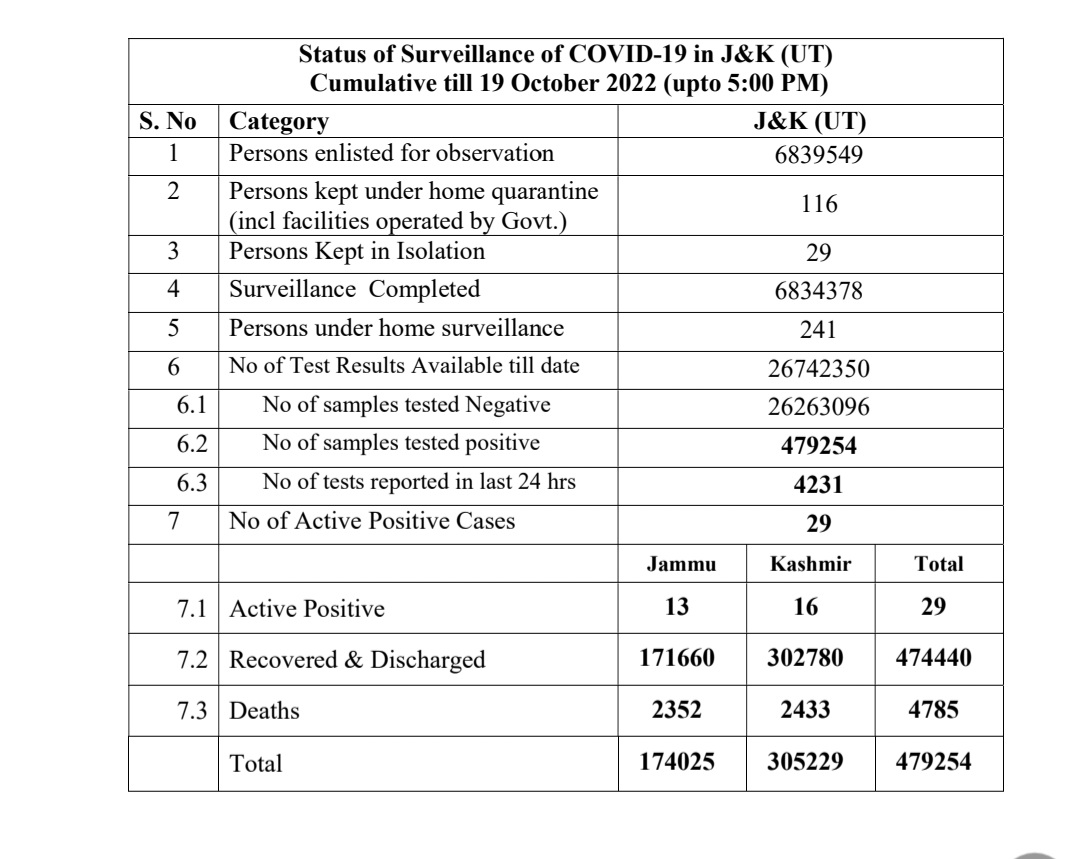 Status of Surveillance of COVID-19 in J&K (UT)
Cumulative till 19 October 2022 (upto 5:00 PM)
S. No Category J&K (UT)
1 Persons enlisted for observation 6839549
2 Persons kept under home quarantine
(incl facilities operated by Govt.) 116
3 Persons Kept in Isolation 29
4 Surveillance Completed 6834378
5 Persons under home surveillance 241
6 No of Test Results Available till date 26742350
6.1 No of samples tested Negative 26263096
6.2 No of samples tested positive 479254
6.3 No of tests reported in last 24 hrs 4231
7 No of Active Positive Cases 29
Jammu Kashmir Total
7.1 Active Positive 13 16 29
7.2 Recovered & Discharged 171660 302780 474440
7.3 Deaths 2352 2433 4785
Total 174025 305229 479254